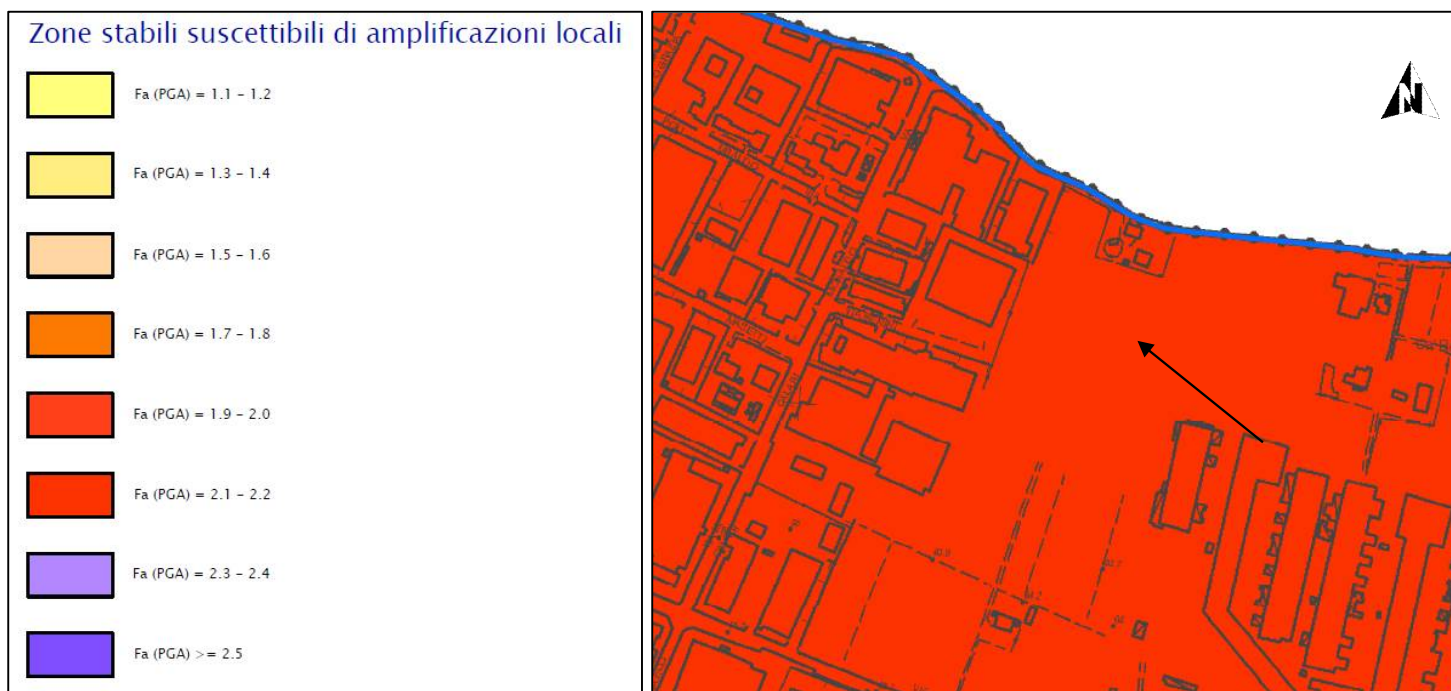 Zone stabili suscettibili di amplificazioni locali
Fa (PGA) = 1.1 – 1.2
Fa (PGA) = 1.3 – 1.4
Fa (PGA) = 1.5 – 1.6
Fa (PGA) = 1.7 – 1.8
Fa (PGA) = 1.9 – 2.0
Fa (PGA) = 2.1 – 2.2
Fa (PGA) = 2.3 – 2.4
Fa (PGA) >= 2.5
N